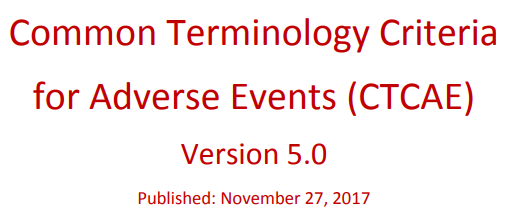 Common Terminology Criteria
for Adverse Events (CTCAE)
Version 5.0
Published: November 27, 2017